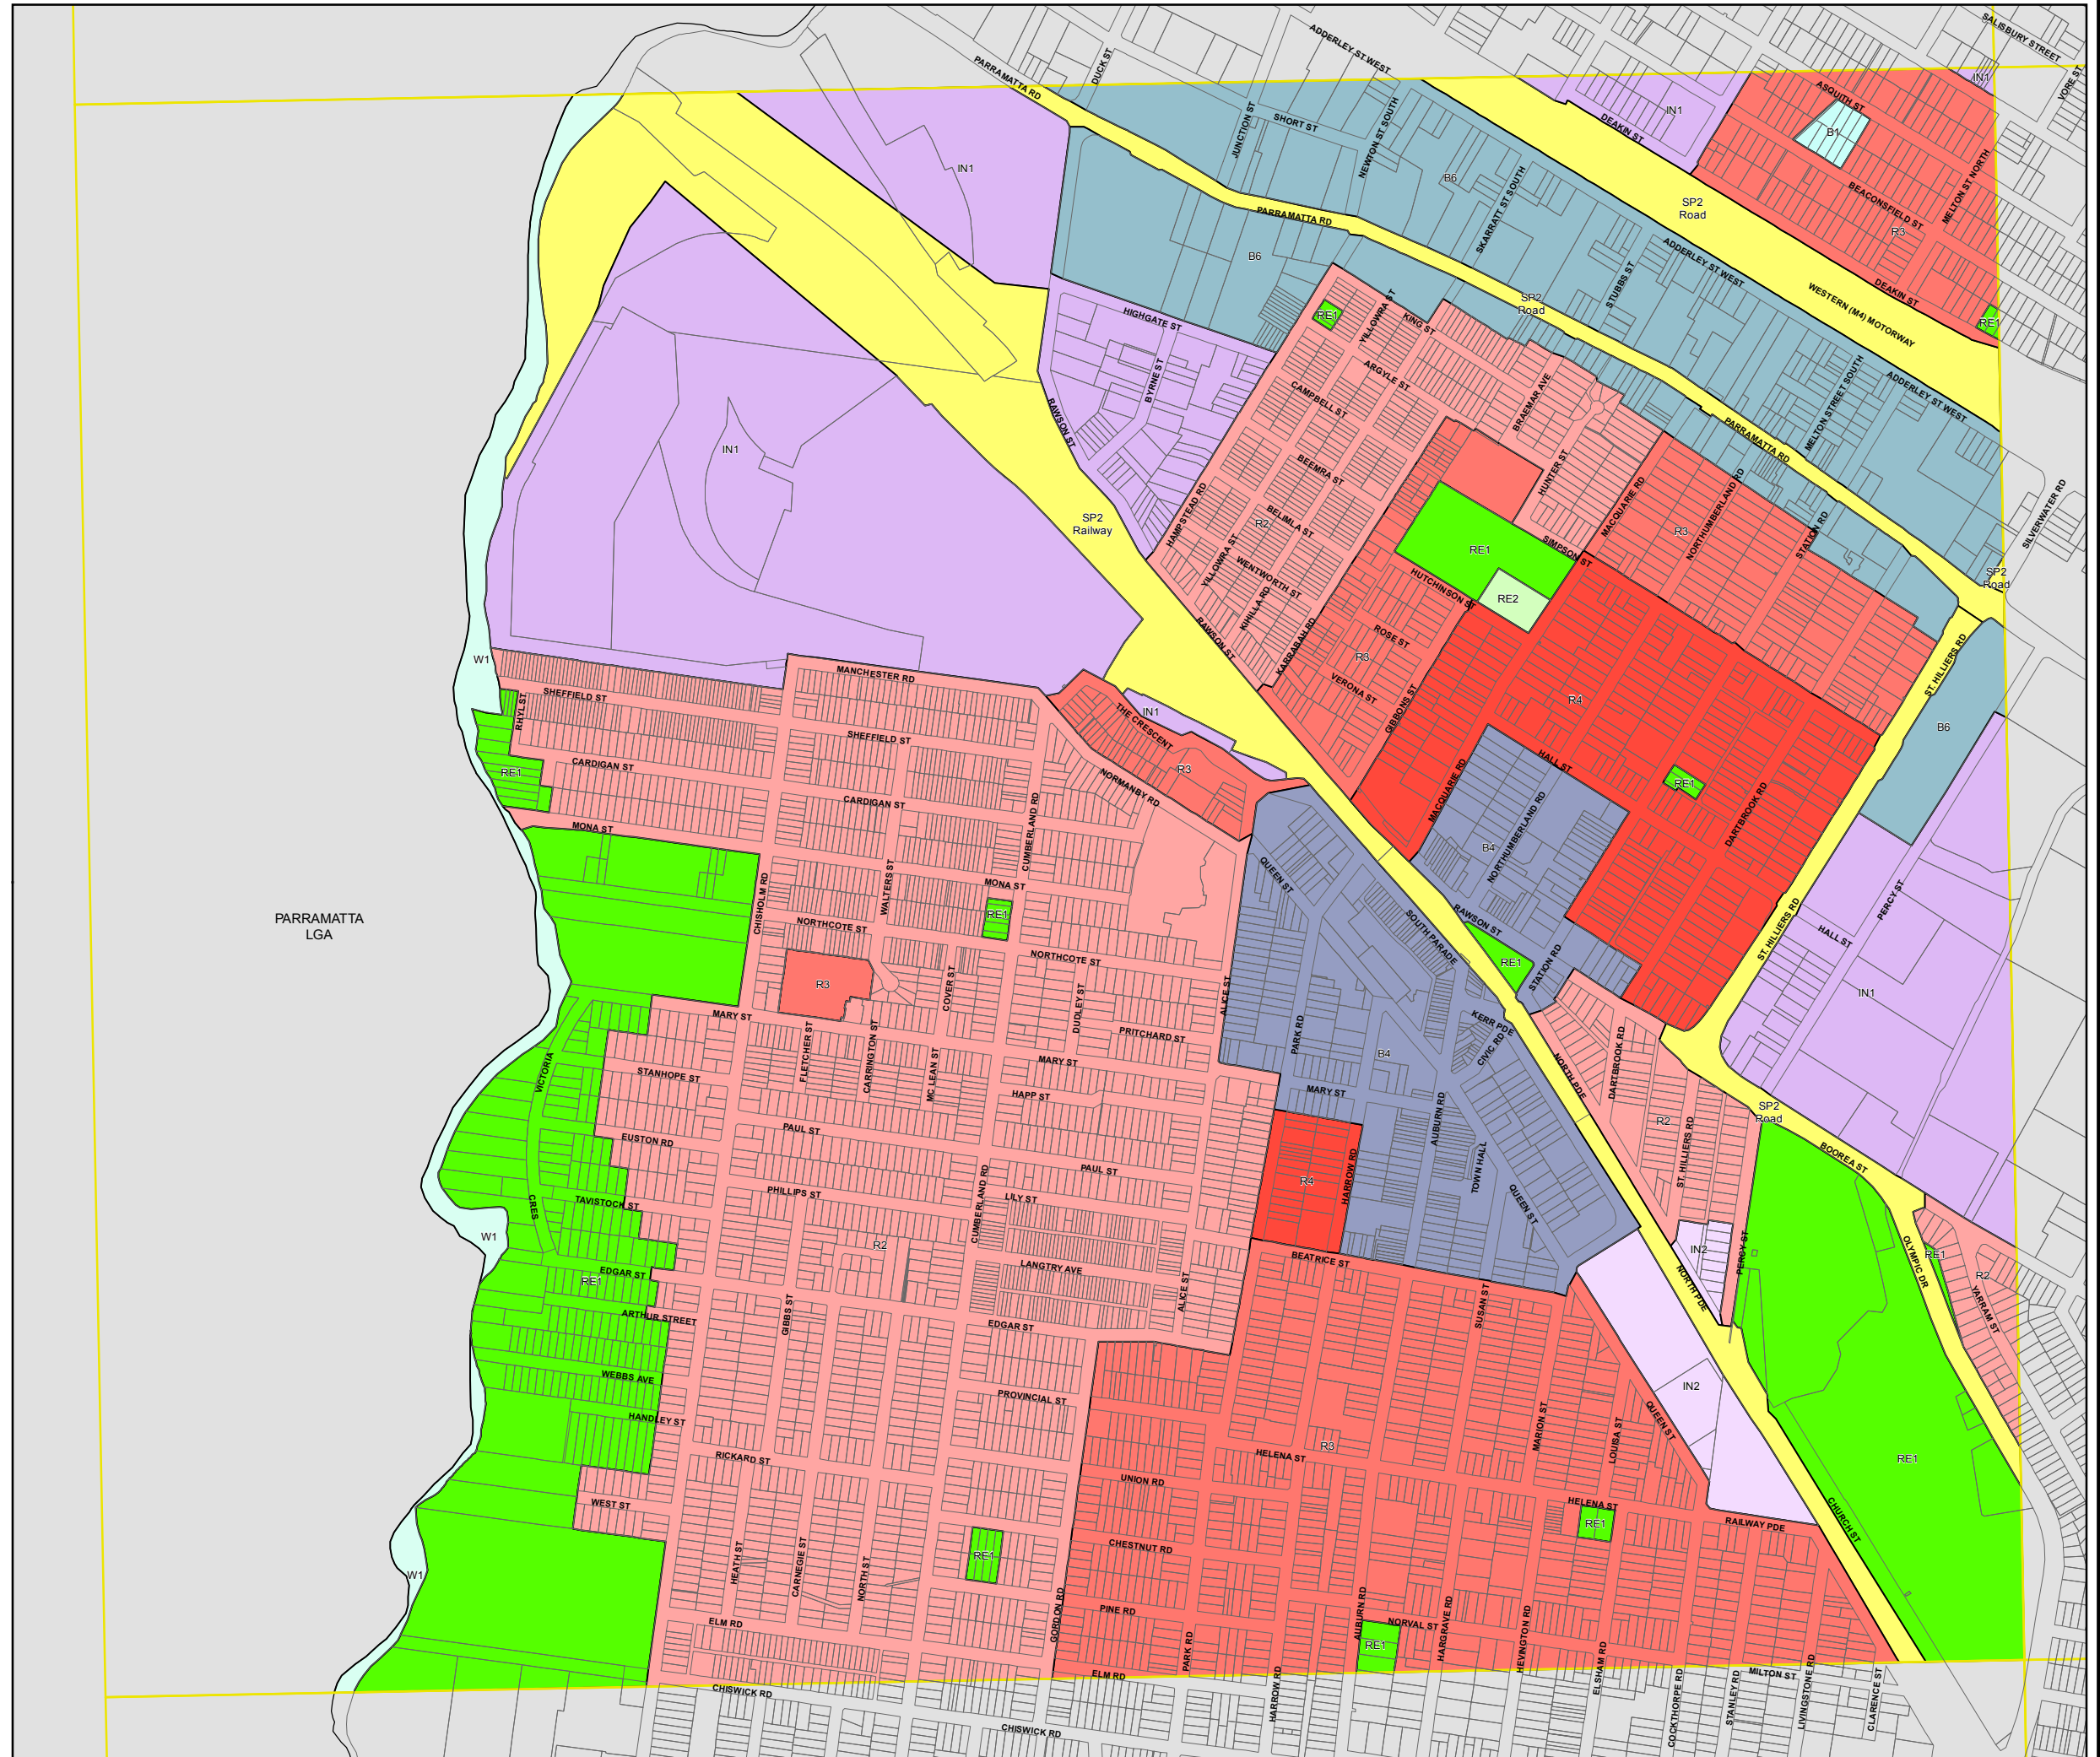 SALISBURY STREET
ADDERLEY ST WEST
DUCK ST
PARRAMATTA RD
IN1
VORE ST
ASQUITH ST
IN1
DEAKIN ST
B1
JUNCTION ST
SHORT ST
NEWTON ST SOUTH
IN1
B6
SKARRATT ST SOUTH
MELTON ST NORTH
BEACONSFIELD ST
SP2
Road
PARRAMATTA RD
R3
B6
ADDERLEY ST WEST
STUBBS ST
DEAKIN ST
WESTERN (M4) MOTORWAY
SP2
Road
RE1
HIGHGATE ST
RE1
YILLOWRA ST
KING ST
BYRNE ST
ARGYLE ST
CAMPBELL ST
BRAEMAR AVE
MELTON STREET SOUTH
ADDERLEY ST WEST
RAWSON ST
PARRAMATTA RD
IN1
BEEMRA ST
HUNTER ST
MACQUARIE RD
NORTHUMBERLAND RD
SILVERWATER RD
SP2
Railway
HAMPSTEAD RD
R2
BELIMLA ST
R3
STATION RD
RE1
SIMPSON ST
YILLOWRA ST
WENTWORTH ST
SP2
Road
HUTCHINSON ST
RE2
KIHILLA RD
RAWSON ST
KARRABAH RD
ROSE ST
R3
VERONA ST
GIBBONS ST
R4
ST. HILLIERS RD
W1
MANCHESTER RD
SHEFFIELD ST
RHYL ST
IN1
THE CRESCENT
B6
SHEFFIELD ST
CARDIGAN ST
RE1
R3
NORMANBY RD
HALL ST
RE1
MACQUARIE RD
NORTHUMBERLAND RD
DARTBROOK RD
CARDIGAN ST
CUMBERLAND RD
MONA ST
B4
QUEEN ST
WALTERS ST
MONA ST
CHISHOLM RD
RE1
PERCY ST
PARRAMATTA
LGA
NORTHCOTE ST
SOUTH PARADE
RAWSON ST
ST. HILLIERS RD
HALL ST
NORTHCOTE ST
RE1
STATION RD
R3
COVER ST
ALICE ST
IN1
DUDLEY ST
MARY ST
KERR PDE
CIVIC RD
PARK RD
PRITCHARD ST
B4
FLETCHER ST
CARRINGTON ST
MC LEAN ST
MARY ST
NORTH PDE
DARTBROOK RD
VICTORIA
STANHOPE ST
HAPP ST
MARY ST
AUBURN RD
SP2
Road
R2
EUSTON RD
PAUL ST
ST HILLIERS RD
BOOREA ST
PAUL ST
HARROW RD
TOWN HALL
R4
PHILLIPS ST
LILY ST
CRES
TAVISTOCK ST
CUMBERLAND RD
QUEEN ST
W1
R2
IN2
PERCY ST
RE1
OLYMPIC DR
BEATRICE ST
LANGTRY AVE
EDGAR ST
RE1
NORTH PDE
R2
ALICE ST
GIBBS ST
ARTHUR STREET
EDGAR ST
SUSAN ST
YARRAM ST
WEBBS AVE
IN2
PROVINCIAL ST
HANDLEY ST
MARION ST
LOUISA ST
QUEEN ST
R3
RICKARD ST
HELENA ST
RE1
UNION RD
WEST ST
HELENA ST
RE1
RAILWAY PDE
CHURCH ST
CHESTNUT RD
RE1
HEATH ST
CARNEGIE ST
NORTH ST
W1
GORDON RD
PINE RD
ELM RD
AUBURN RD
NORVAL ST
HARGRAVE RD
HEVINGTON RD
RE1
PARK RD
ELSHAM RD
ELM RD
MILTON ST
CHISWICK RD
HARROW RD
COCKTHORPE RD
STANLEY RD
LIVINGSTONE RD
CLARENCE ST
CHISWICK RD